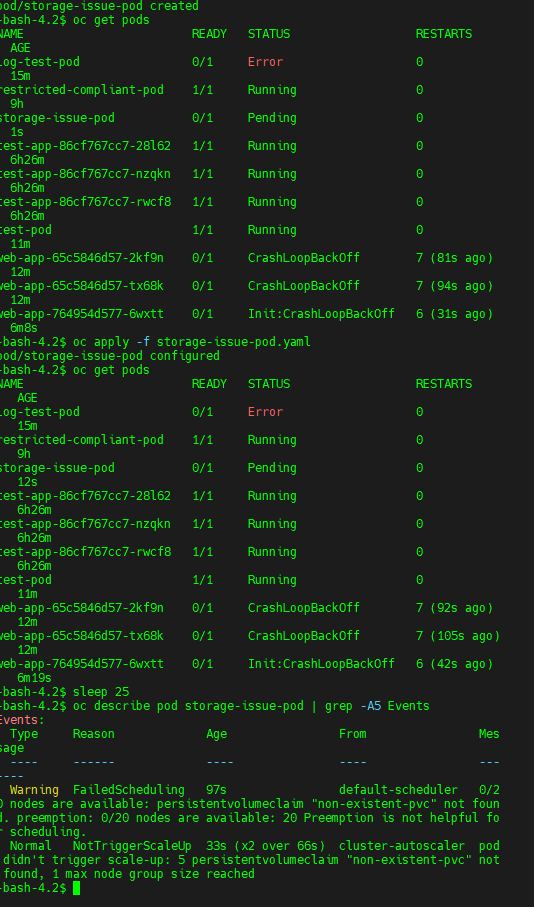 pod/storage-issue-pod created
-bash-4.2$ oc get pods
NAME                        READY   STATUS                  RESTARTS
  AGE
log-test-pod                0/1     Error                   0
  15m
restricted-compliant-pod    1/1     Running                 0
  9h
storage-issue-pod           0/1     Pending                 0
  1s
test-app-86cf767cc7-28l62   1/1     Running                 0
  6h26m
test-app-86cf767cc7-nzqkn   1/1     Running                 0
  6h26m
test-app-86cf767cc7-rwcf8   1/1     Running                 0
  6h26m
test-pod                    1/1     Running                 0
  11m
web-app-65c5846d57-2kf9n    0/1     CrashLoopBackOff        7 (81s ago)
  12m
web-app-65c5846d57-tx68k    0/1     CrashLoopBackOff        7 (94s ago)
  12m
web-app-764954d577-6wxtt    0/1     Init:CrashLoopBackOff   6 (31s ago)
  6m8s
-bash-4.2$ oc apply -f storage-issue-pod.yaml
pod/storage-issue-pod configured
-bash-4.2$ oc get pods
NAME                        READY   STATUS                  RESTARTS
   AGE
log-test-pod                0/1     Error                   0
   15m
restricted-compliant-pod    1/1     Running                 0
   9h
storage-issue-pod           0/1     Pending                 0
   12s
test-app-86cf767cc7-28l62   1/1     Running                 0
   6h26m
test-app-86cf767cc7-nzqkn   1/1     Running                 0
   6h26m
test-app-86cf767cc7-rwcf8   1/1     Running                 0
   6h26m
test-pod                    1/1     Running                 0
   11m
web-app-65c5846d57-2kf9n    0/1     CrashLoopBackOff        7 (92s ago)
   12m
web-app-65c5846d57-tx68k    0/1     CrashLoopBackOff        7 (105s ago)
   12m
web-app-764954d577-6wxtt    0/1     Init:CrashLoopBackOff   6 (42s ago)
   6m19s
-bash-4.2$ sleep 25
-bash-4.2$ oc describe pod storage-issue-pod | grep -A5 Events
Events:
  Type     Reason             Age                From                Mes
sage
  ----     ------             ----               ----                ---
----
  Warning  FailedScheduling   97s                default-scheduler   0/2
0 nodes are available: persistentvolumeclaim "non-existent-pvc" not foun
d. preemption: 0/20 nodes are available: 20 Preemption is not helpful fo
r scheduling.
  Normal   NotTriggerScaleUp  33s (x2 over 66s)  cluster-autoscaler  pod
 didn't trigger scale-up: 5 persistentvolumeclaim "non-existent-pvc" not
 found, 1 max node group size reached
-bash-4.2$